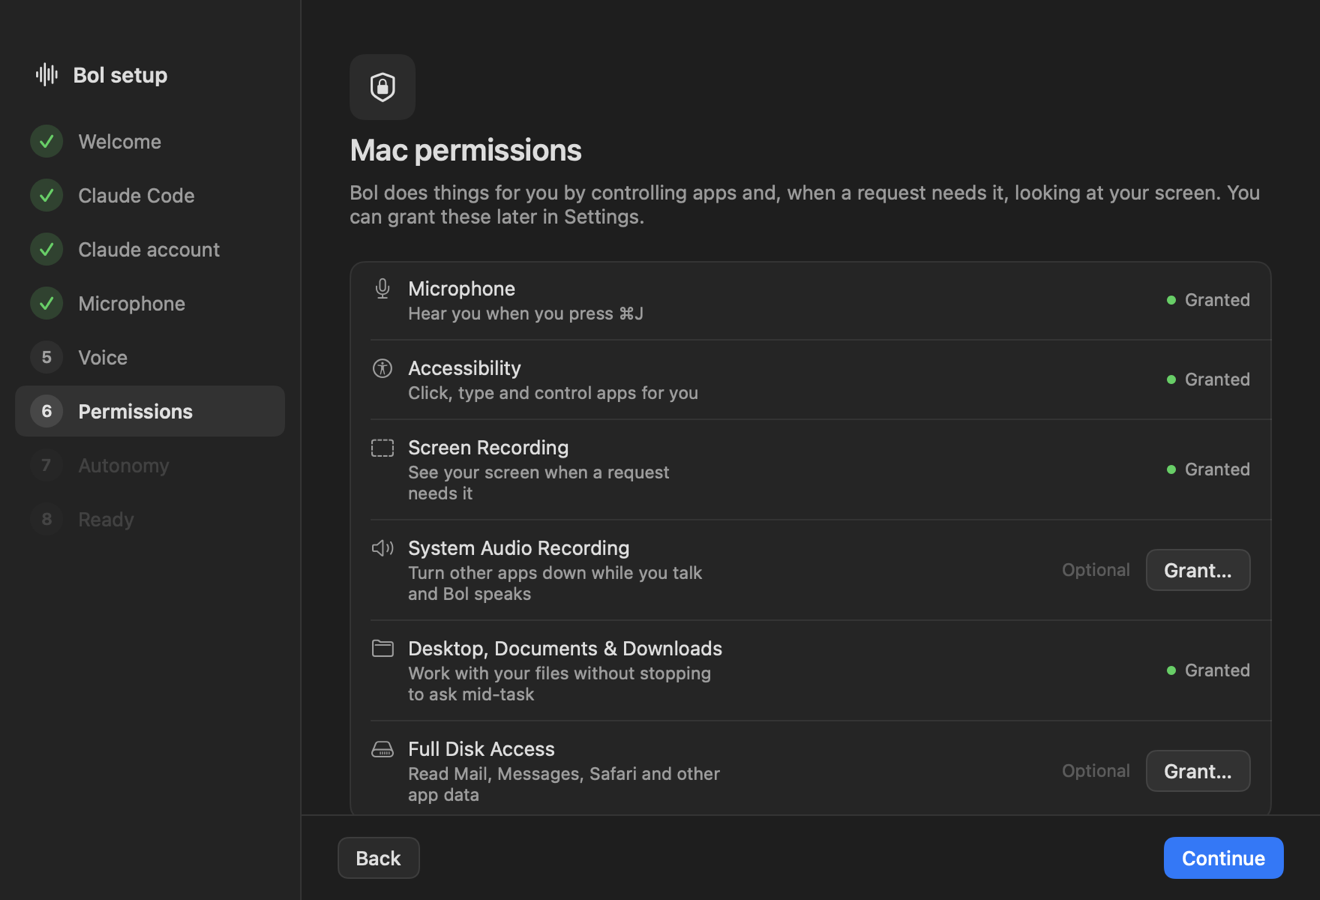 Bol setup
Welcome
Claude Code
Claude account
Microphone
5 Voice
6 Permissions
7 Autonomy
8 Ready
Mac permissions
Bol does things for you by controlling apps and, when a request needs it, looking at your screen. You
can grant these later in Settings.
Microphone
Hear you when you press ⌘J
Granted
Accessibility
Click, type and control apps for you
Granted
Screen Recording
See your screen when a request
needs it
Granted
System Audio Recording
Turn other apps down while you talk
and Bol speaks
Optional Grant...
Desktop, Documents & Downloads
Work with your files without stopping
to ask mid-task
Granted
Full Disk Access
Read Mail, Messages, Safari and other
app data
Optional Grant...
Back Continue